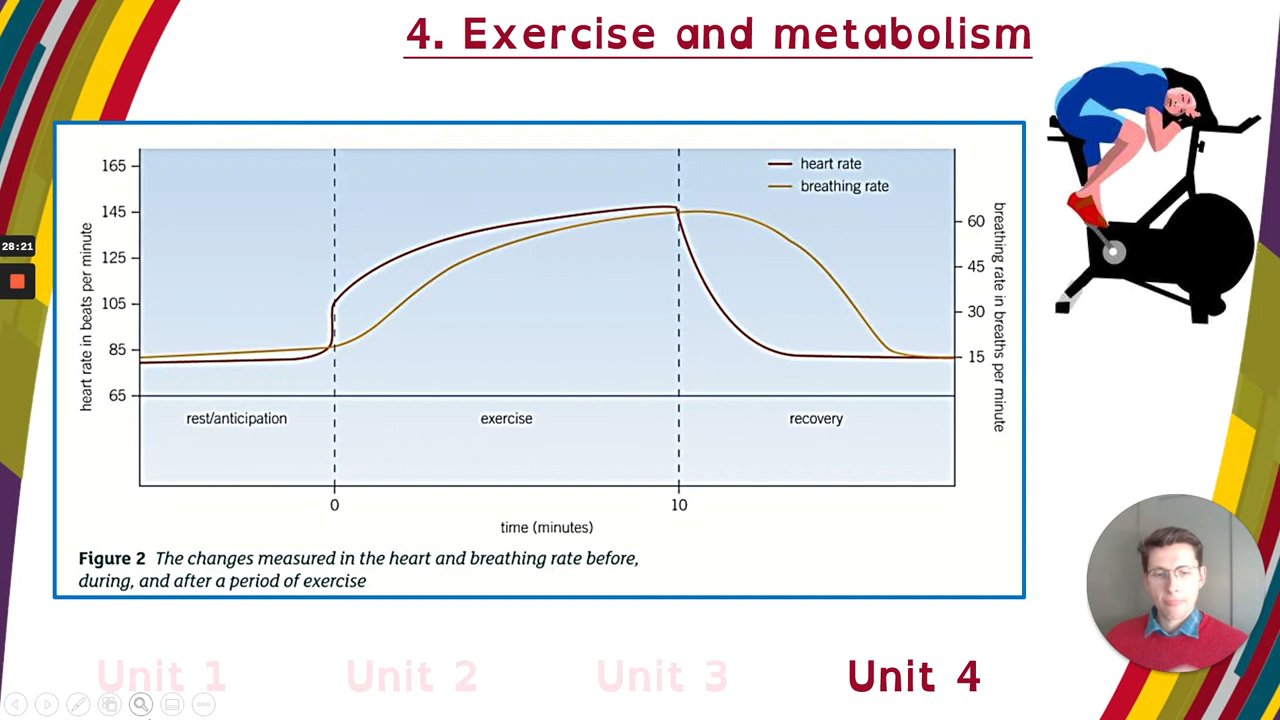 4. Exercise and metabolism
165
145
125
105
85
65
heart rate in beats per minute
heart rate
breathing rate
60
45
30
15
breathing rate in breaths per minute
rest/anticipation
exercise
recovery
0
10
time (minutes)
Figure 2 The changes measured in the heart and breathing rate before,
during, and after a period of exercise
28:21
Unit 1
Unit 2
Unit 3
Unit 4